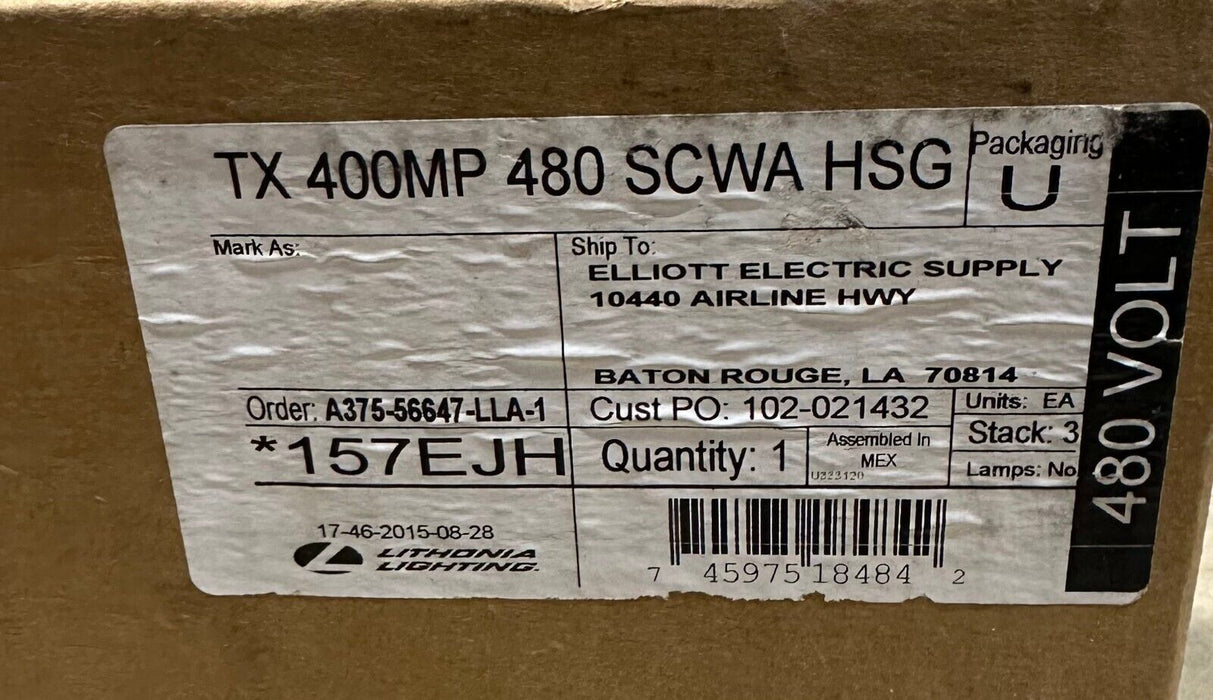 TX 400MP 480 SCWA HSG
Packaging
U
480 VOLT
Mark As:
Ship To:
ELLIOTT ELECTRIC SUPPLY
10440 AIRLINE HWY
BATON ROUGE, LA 70814
Order: A375-56647-LLA-1
Cust PO: 102-021432
Units: EA
*157EJH
Quantity: 1
Assembled In
MEX
U333120
Stack: 3
Lamps: No
17-46-2015-08-28
LITHONIA
LIGHTING.
7 45975 18484 2